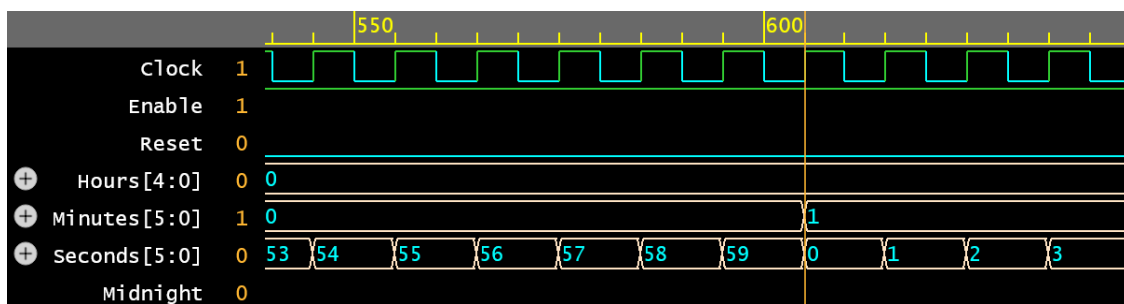 550 600
Clock 1
Enable 1
Reset 0
Hours[4:0] 0 0
Minutes[5:0] 1 0 1
Seconds[5:0] 0 53 54 55 56 57 58 59 0 1 2 3
Midnight 0